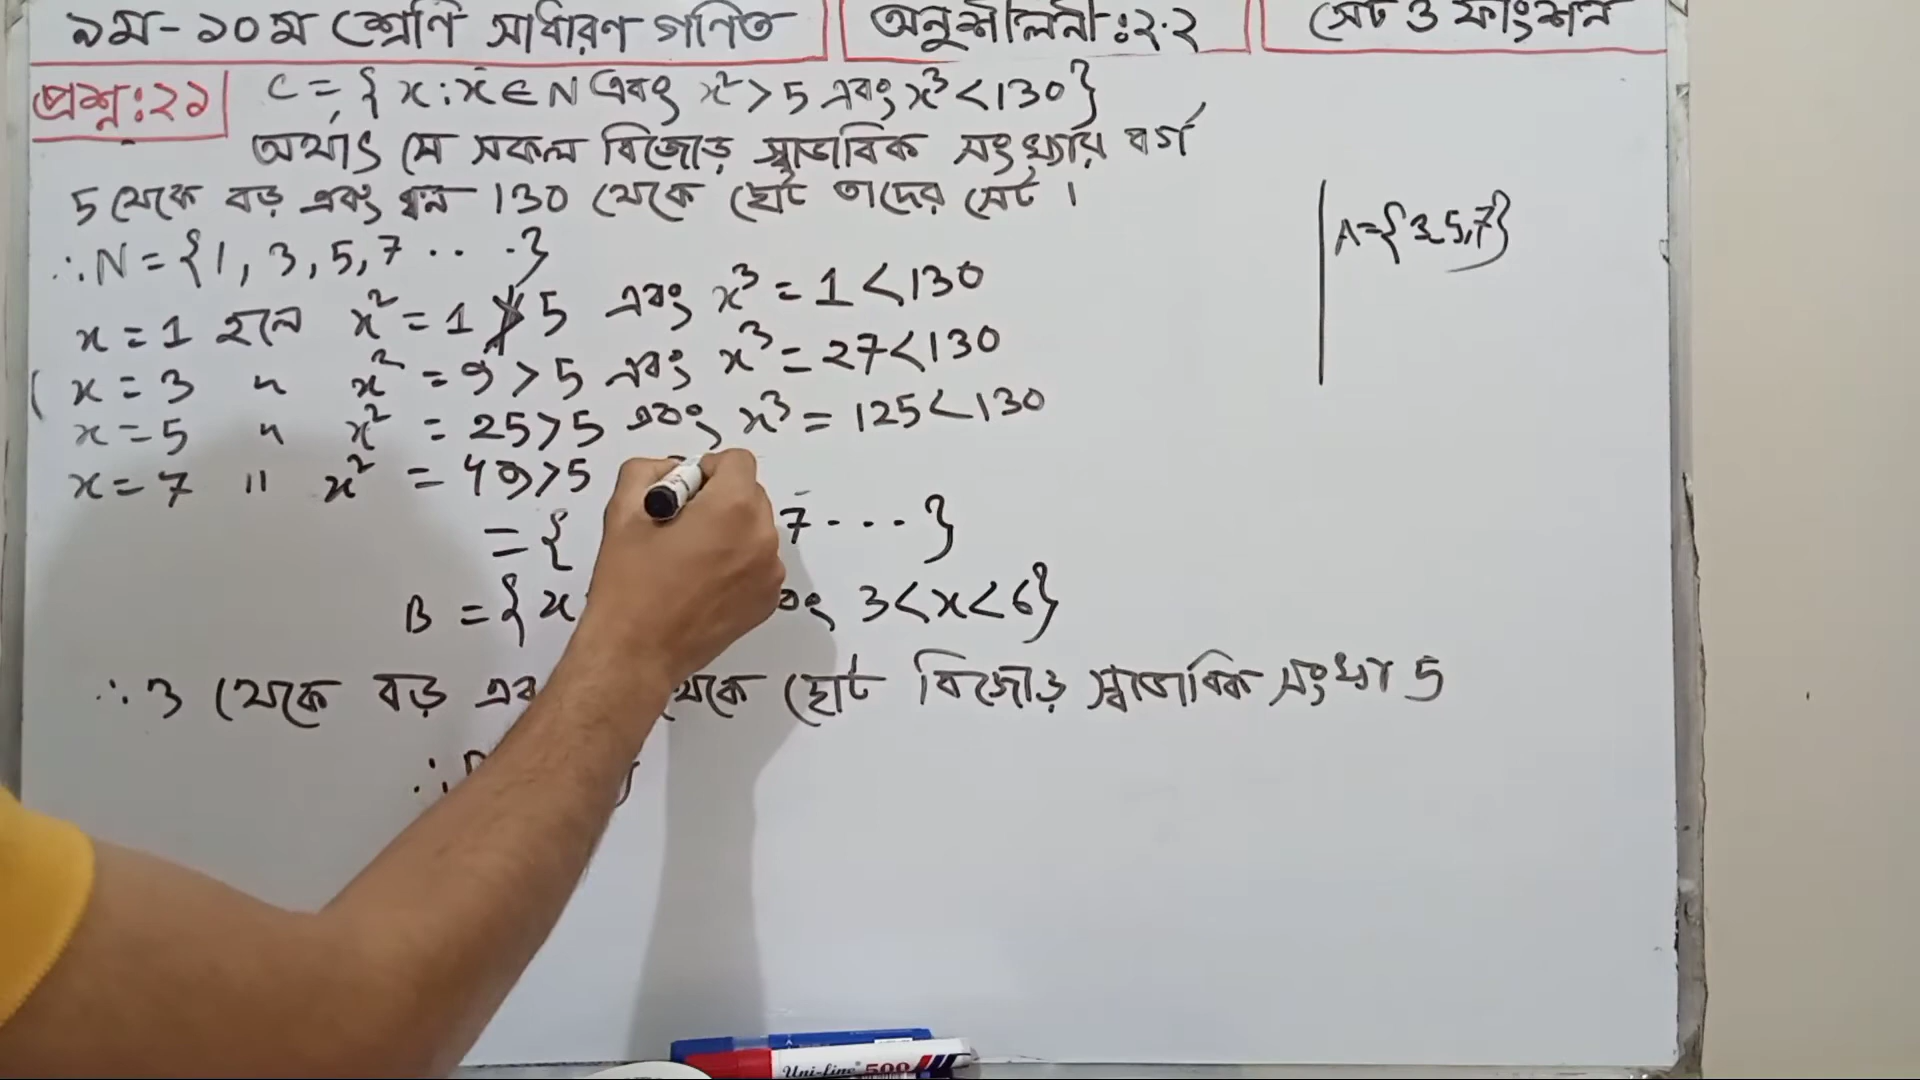 ৯ম-১০ম শ্রেণি সাধারণ গণিত
অনুশীলনী:২.২
সেট ও ফাংশন
প্রশ্ন:২১
C = {x : x ∈ N এবং x² > 5 এবং x³ < 130}
অর্থাৎ যে সকল বিজোড় স্বাভাবিক সংখ্যার বর্গ
5 থেকে বড় এবং ঘন 130 থেকে ছোট তাদের সেট ।
∴ N = {1, 3, 5, 7 ....}
x = 1 হলে x² = 1 ≯ 5 এবং x³ = 1 < 130
x = 3 " x² = 9 > 5 এবং x³ = 27 < 130
x = 5 " x² = 25 > 5 এবং x³ = 125 < 130
x = 7 " x² = 49 > 5
A = {3, 5, 7}
= { 7 ... }
B = {x 3 < x < 6}
∴ 3 থেকে বড় থেকে ছোট বিজোড় স্বাভাবিক সংখ্যা 5
∴
Uni-line 500